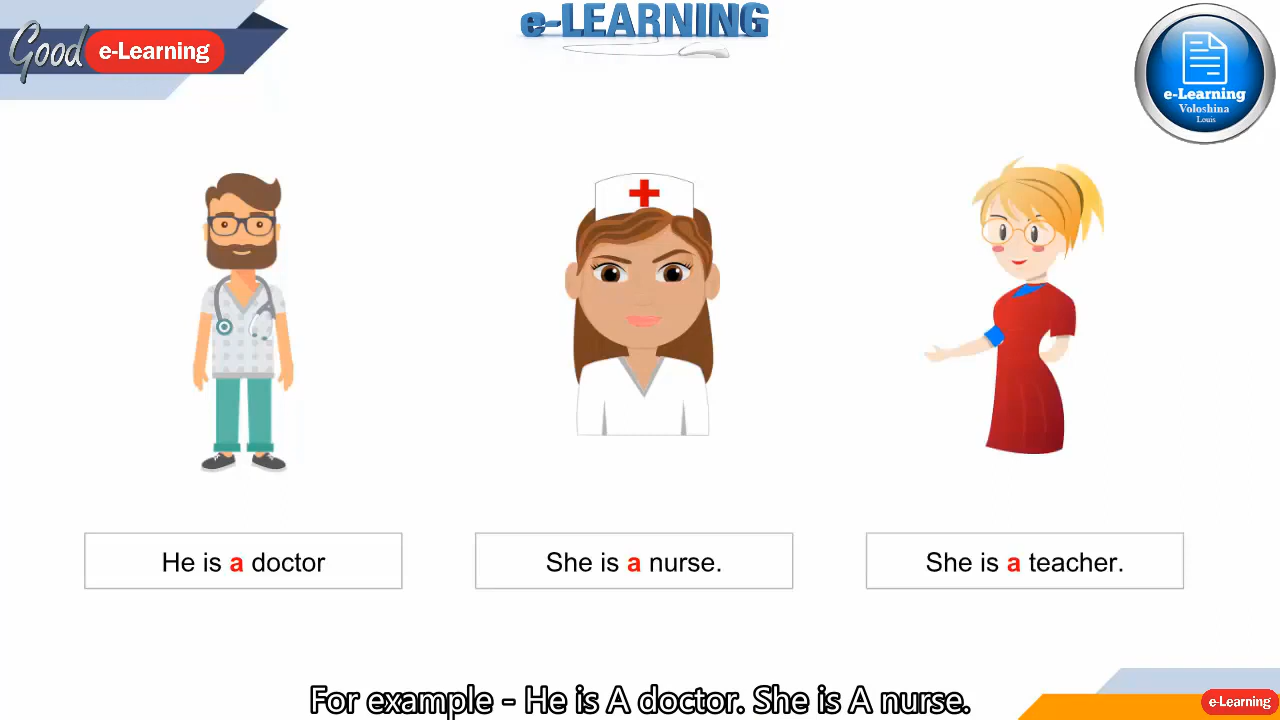 Good e-Learning
e-LEARNING
e-Learning
Voloshina
Louis
He is a doctor
She is a nurse.
She is a teacher.
For example - He is A doctor. She is A nurse.
e-Learning